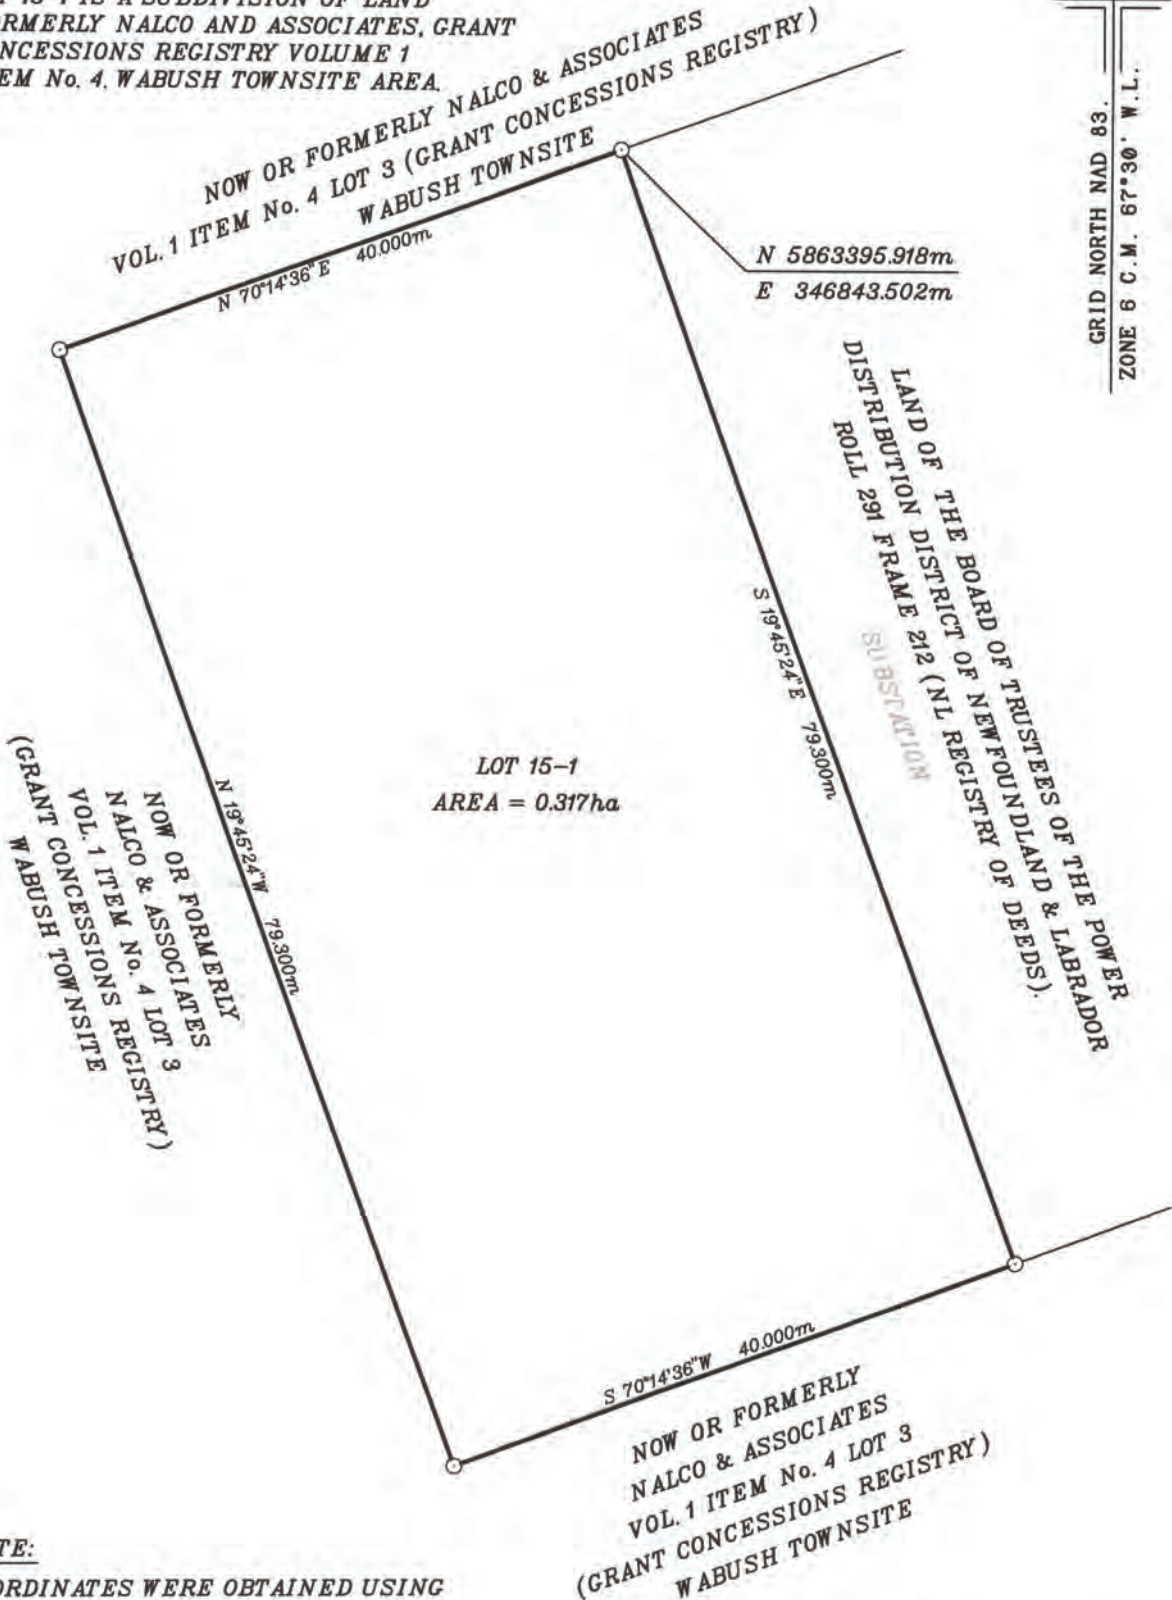 IS A SUBDIVISION OF LAND
ORMERLY NALCO AND ASSOCIATES, GRANT
NCESSIONS REGISTRY VOLUME 1
EM No. 4, WABUSH TOWNSITE AREA.
NOW OR FORMERLY NALCO & ASSOCIATES
VOL. 1 ITEM No. 4 LOT 3 (GRANT CONCESSIONS REGISTRY)
WABUSH TOWNSITE
N 70°14'36"E 40.000m
N 5863395.918m
E 346843.502m
GRID NORTH NAD 83.
ZONE 6 C.M. 67°30' W.L.
LAND OF THE BOARD OF TRUSTEES OF THE POWER
DISTRIBUTION DISTRICT OF NEWFOUNDLAND & LABRADOR
ROLL 291 FRAME 212 (NL REGISTRY OF DEEDS).
SUBSTATION
S 19°45'24"E 79.300m
LOT 15-1
AREA = 0.317ha
N 19°45'24"W 79.300m
NOW OR FORMERLY
NALCO & ASSOCIATES
VOL. 1 ITEM No. 4 LOT 3
(GRANT CONCESSIONS REGISTRY)
WABUSH TOWNSITE
S 70°14'36"W 40.000m
NOW OR FORMERLY
NALCO & ASSOCIATES
VOL. 1 ITEM No. 4 LOT 3
(GRANT CONCESSIONS REGISTRY)
WABUSH TOWNSITE
TE:
ORDINATES WERE OBTAINED USING